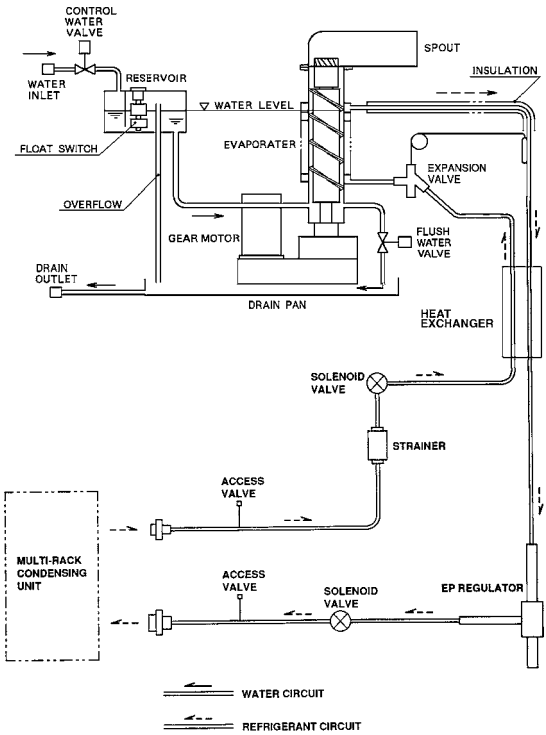 CONTROL
WATER
VALVE
SPOUT
WATER
INLET
RESERVOIR
INSULATION
WATER LEVEL
FLOAT SWITCH
EVAPORATER
EXPANSION
VALVE
OVERFLOW
GEAR MOTOR
FLUSH
WATER
VALVE
DRAIN
OUTLET
DRAIN PAN
HEAT
EXCHANGER
SOLENOID
VALVE
STRAINER
ACCESS
VALVE
MULTI-RACK
CONDENSING
UNIT
ACCESS
VALVE
SOLENOID
VALVE
EP REGULATOR
WATER CIRCUIT
REFRIGERANT CIRCUIT